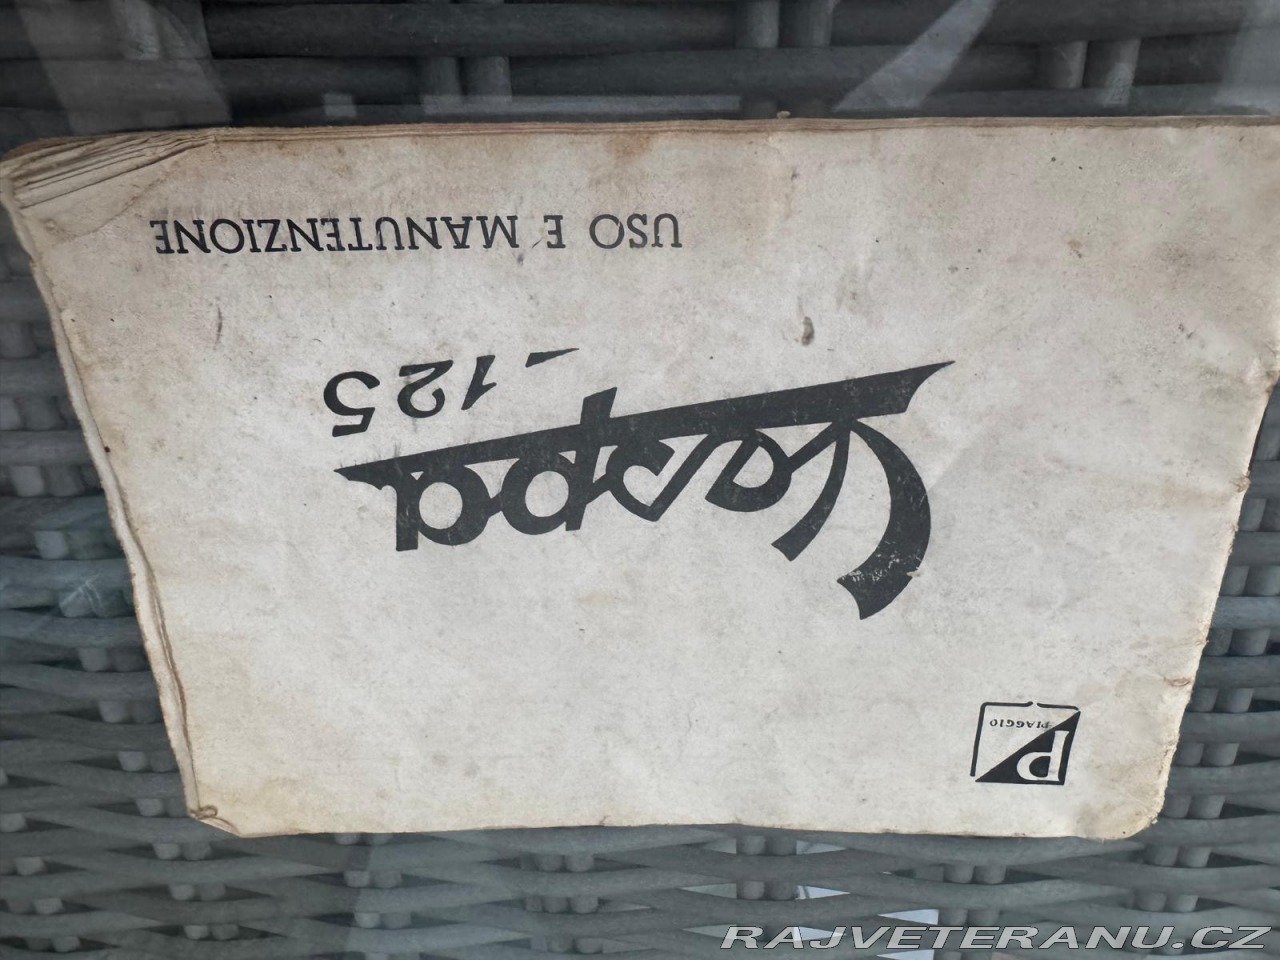 P
PIAGGIO
Vespa
125
USO E MANUTENZIONE
RAJVETERANU.CZ